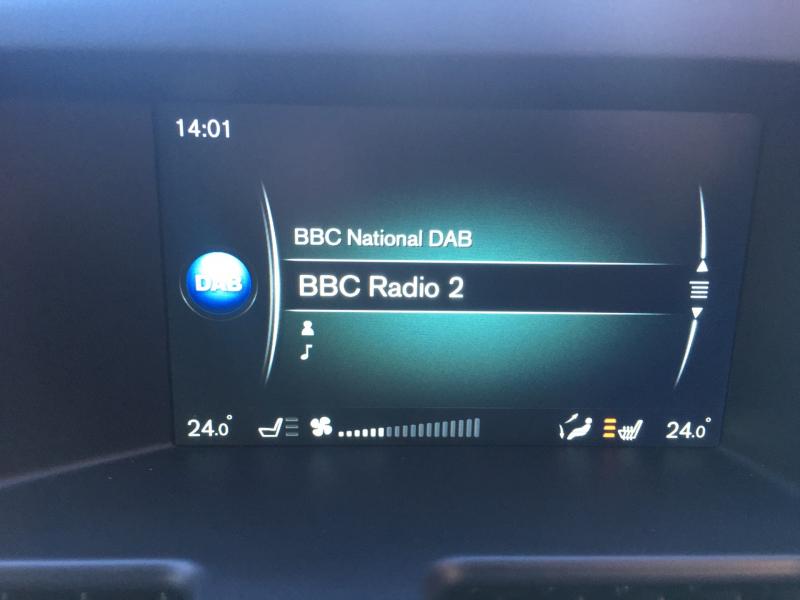 14:01
BBC National DAB
DAB
BBC Radio 2
24.0°
24.0°